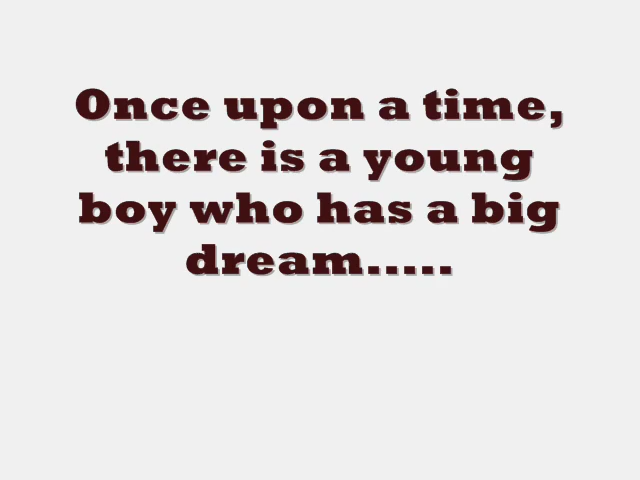 Once upon a time,
there is a young
boy who has a big
dream.....